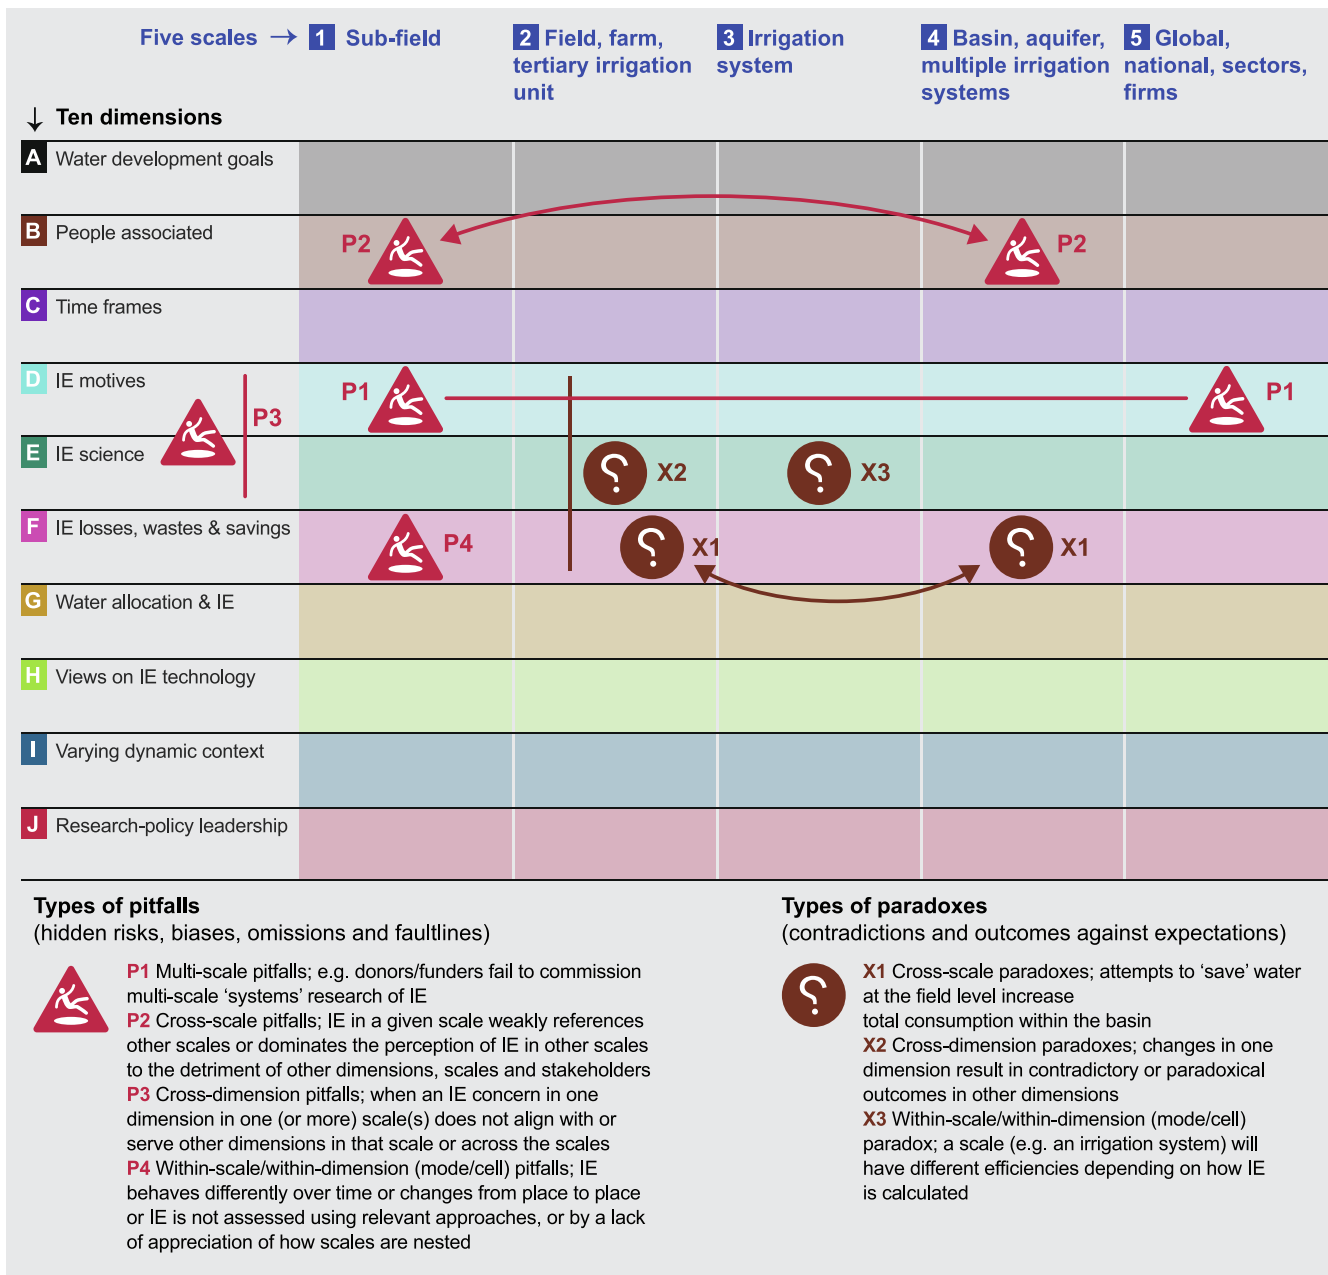 Five scales → 1 Sub-field
2 Field, farm,
tertiary irrigation
unit
3 Irrigation
system
4 Basin, aquifer,
multiple irrigation
systems
5 Global,
national, sectors,
firms
↓ Ten dimensions
A Water development goals
B People associated
P2
P2
C Time frames
D IE motives
P1
P1
P3
E IE science
X2
X3
F IE losses, wastes & savings
P4
X1
X1
G Water allocation & IE
H Views on IE technology
I Varying dynamic context
J Research-policy leadership
Types of pitfalls
(hidden risks, biases, omissions and faultlines)
P1 Multi-scale pitfalls; e.g. donors/funders fail to commission
multi-scale ‘systems’ research of IE
P2 Cross-scale pitfalls; IE in a given scale weakly references
other scales or dominates the perception of IE in other scales
to the detriment of other dimensions, scales and stakeholders
P3 Cross-dimension pitfalls; when an IE concern in one
dimension in one (or more) scale(s) does not align with or
serve other dimensions in that scale or across the scales
P4 Within-scale/within-dimension (mode/cell) pitfalls; IE
behaves differently over time or changes from place to place
or IE is not assessed using relevant approaches, or by a lack
of appreciation of how scales are nested
Types of paradoxes
(contradictions and outcomes against expectations)
X1 Cross-scale paradoxes; attempts to ‘save’ water
at the field level increase
total consumption within the basin
X2 Cross-dimension paradoxes; changes in one
dimension result in contradictory or paradoxical
outcomes in other dimensions
X3 Within-scale/within-dimension (mode/cell)
paradox; a scale (e.g. an irrigation system) will
have different efficiencies depending on how IE
is calculated